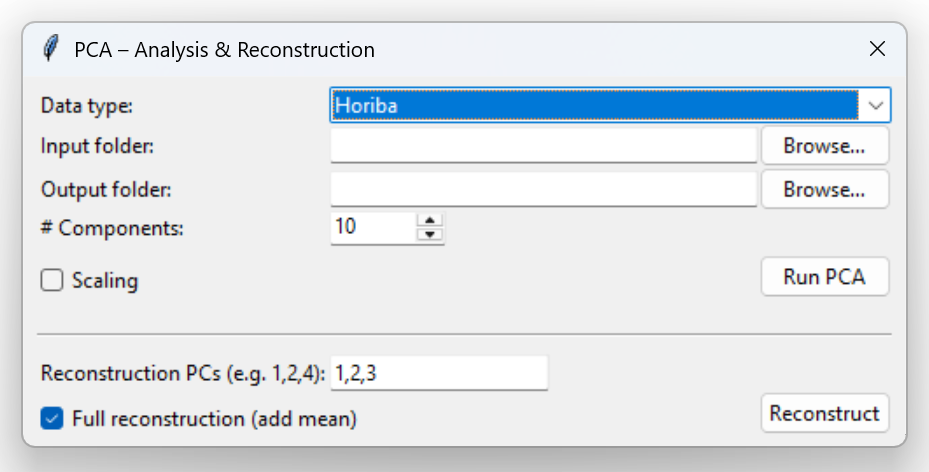 PCA – Analysis & Reconstruction
Data type: Horiba
Input folder: Browse...
Output folder: Browse...
# Components: 10
Scaling Run PCA
Reconstruction PCs (e.g. 1,2,4): 1,2,3
Full reconstruction (add mean) Reconstruct